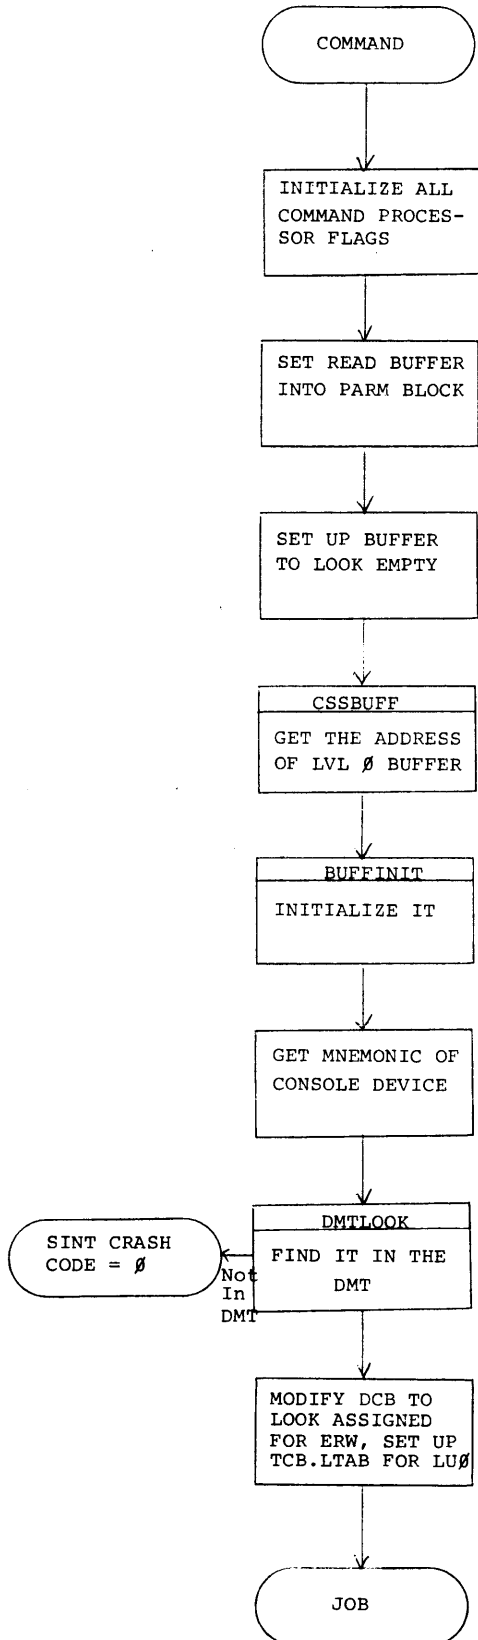 COMMAND
INITIALIZE ALL
COMMAND PROCES-
SOR FLAGS
SET READ BUFFER
INTO PARM BLOCK
SET UP BUFFER
TO LOOK EMPTY
CSSBUFF
GET THE ADDRESS
OF LVL Ø BUFFER
BUFFINIT
INITIALIZE IT
GET MNEMONIC OF
CONSOLE DEVICE
DMTLOOK
FIND IT IN THE
DMT
SINT CRASH
CODE = Ø
Not
In
DMT
MODIFY DCB TO
LOOK ASSIGNED
FOR ERW, SET UP
TCB.LTAB FOR LUØ
JOB